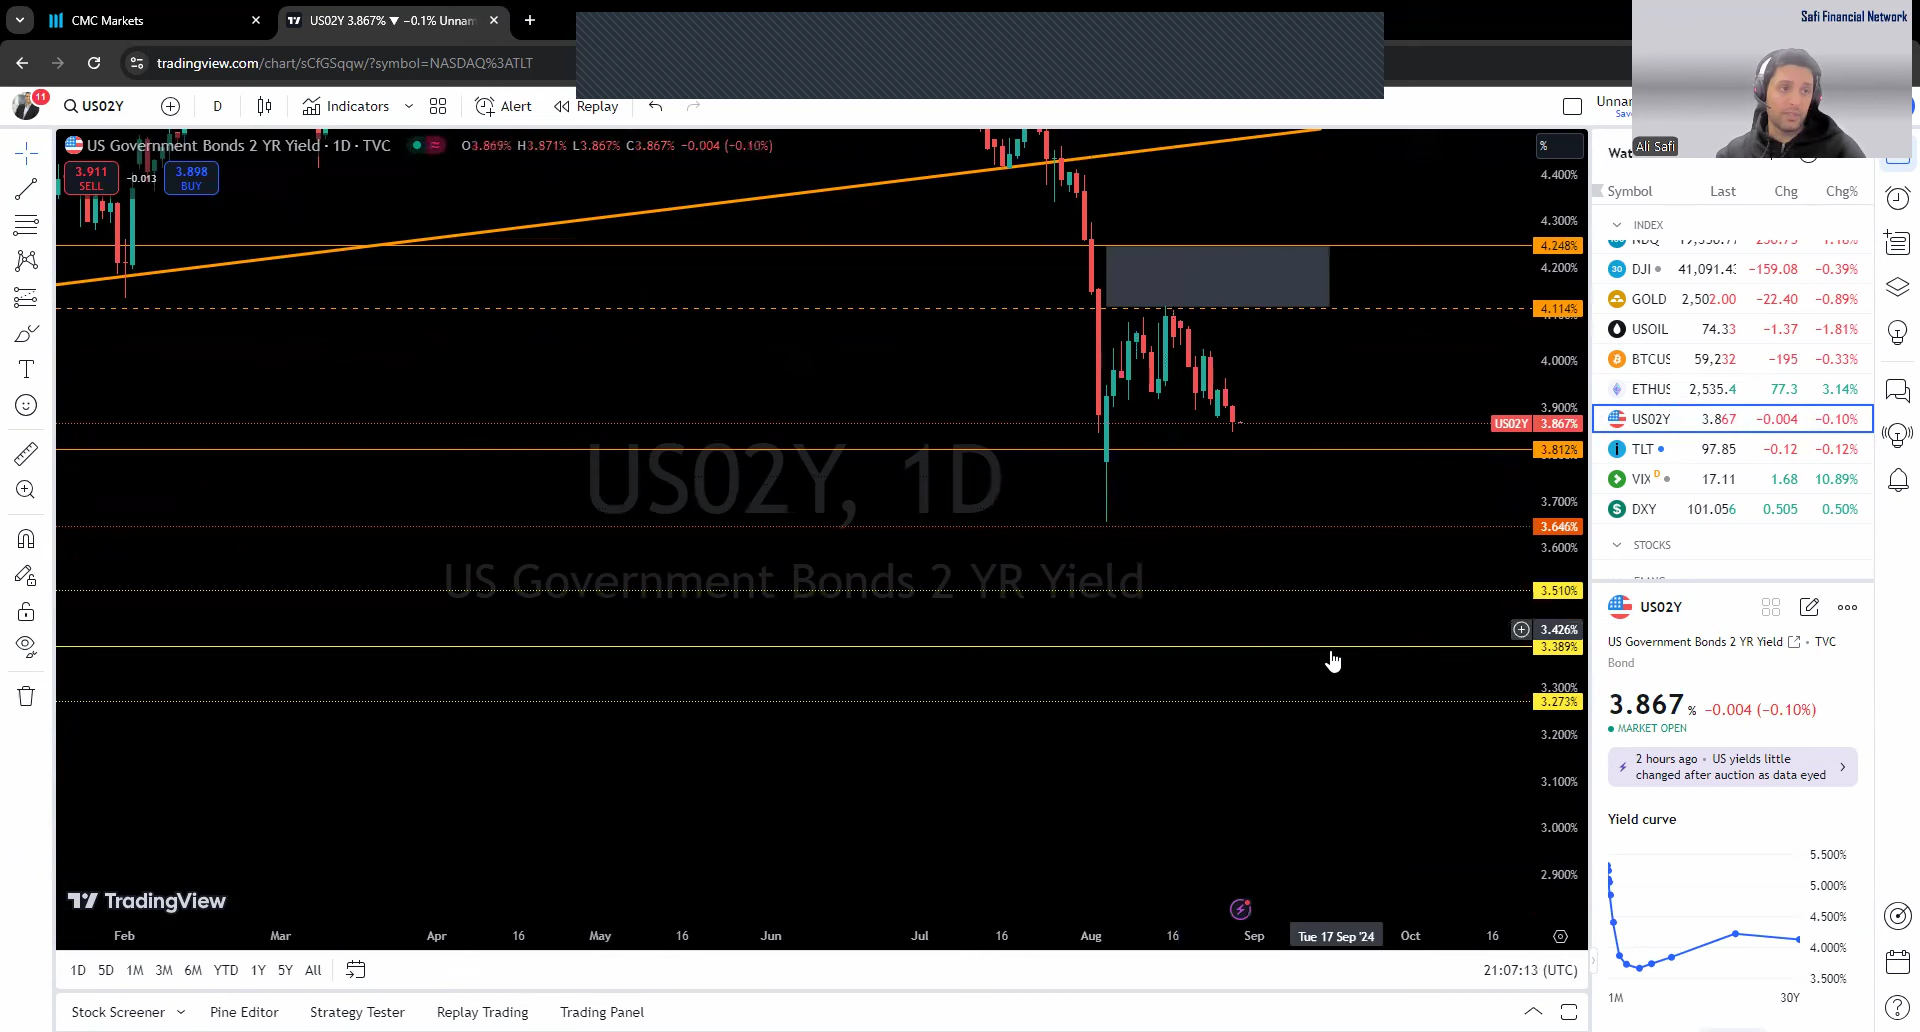 CMC Markets
US02Y 3.867% ▼ −0.1% Unnam
tradingview.com/chart/sCfGSqqw/?symbol=NASDAQ%3ATLT
Safi Financial Network
Ali Safi
11
US02Y
D
Indicators
Alert
Replay
Unnar
US Government Bonds 2 YR Yield · 1D · TVC
O3.869% H3.871% L3.867% C3.867% −0.004 (−0.10%)
3.911
SELL
−0.013
3.898
BUY
US02Y, 1D
US Government Bonds 2 YR Yield
%
4.400%
4.300%
4.248%
4.200%
4.114%
4.000%
3.900%
US02Y 3.867%
3.812%
3.700%
3.646%
3.600%
3.510%
3.426%
3.389%
3.300%
3.273%
3.200%
3.100%
3.000%
2.900%
TradingView
Feb Mar Apr 16 May 16 Jun Jul 16 Aug 16 Sep Tue 17 Sep '24 Oct 16
1D 5D 1M 3M 6M YTD 1Y 5Y All
21:07:13 (UTC)
Stock Screener Pine Editor Strategy Tester Replay Trading Trading Panel
Symbol Last Chg Chg%
INDEX
DJI 41,091.43 −159.08 −0.39%
GOLD 2,502.00 −22.40 −0.89%
USOIL 74.33 −1.37 −1.81%
BTCUS 59,232 −195 −0.33%
ETHUS 2,535.4 77.3 3.14%
US02Y 3.867 −0.004 −0.10%
TLT 97.85 −0.12 −0.12%
VIX D 17.11 1.68 10.89%
DXY 101.056 0.505 0.50%
STOCKS
US02Y
US Government Bonds 2 YR Yield • TVC
Bond
3.867 % −0.004 (−0.10%)
MARKET OPEN
2 hours ago • US yields little
changed after auction as data eyed
Yield curve
5.500%
5.000%
4.500%
4.000%
3.500%
1M 30Y